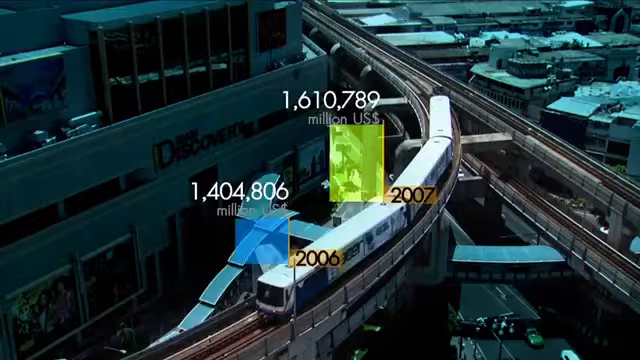 1,610,789
million US$
2007
1,404,806
million US$
2006
DISCOVERY